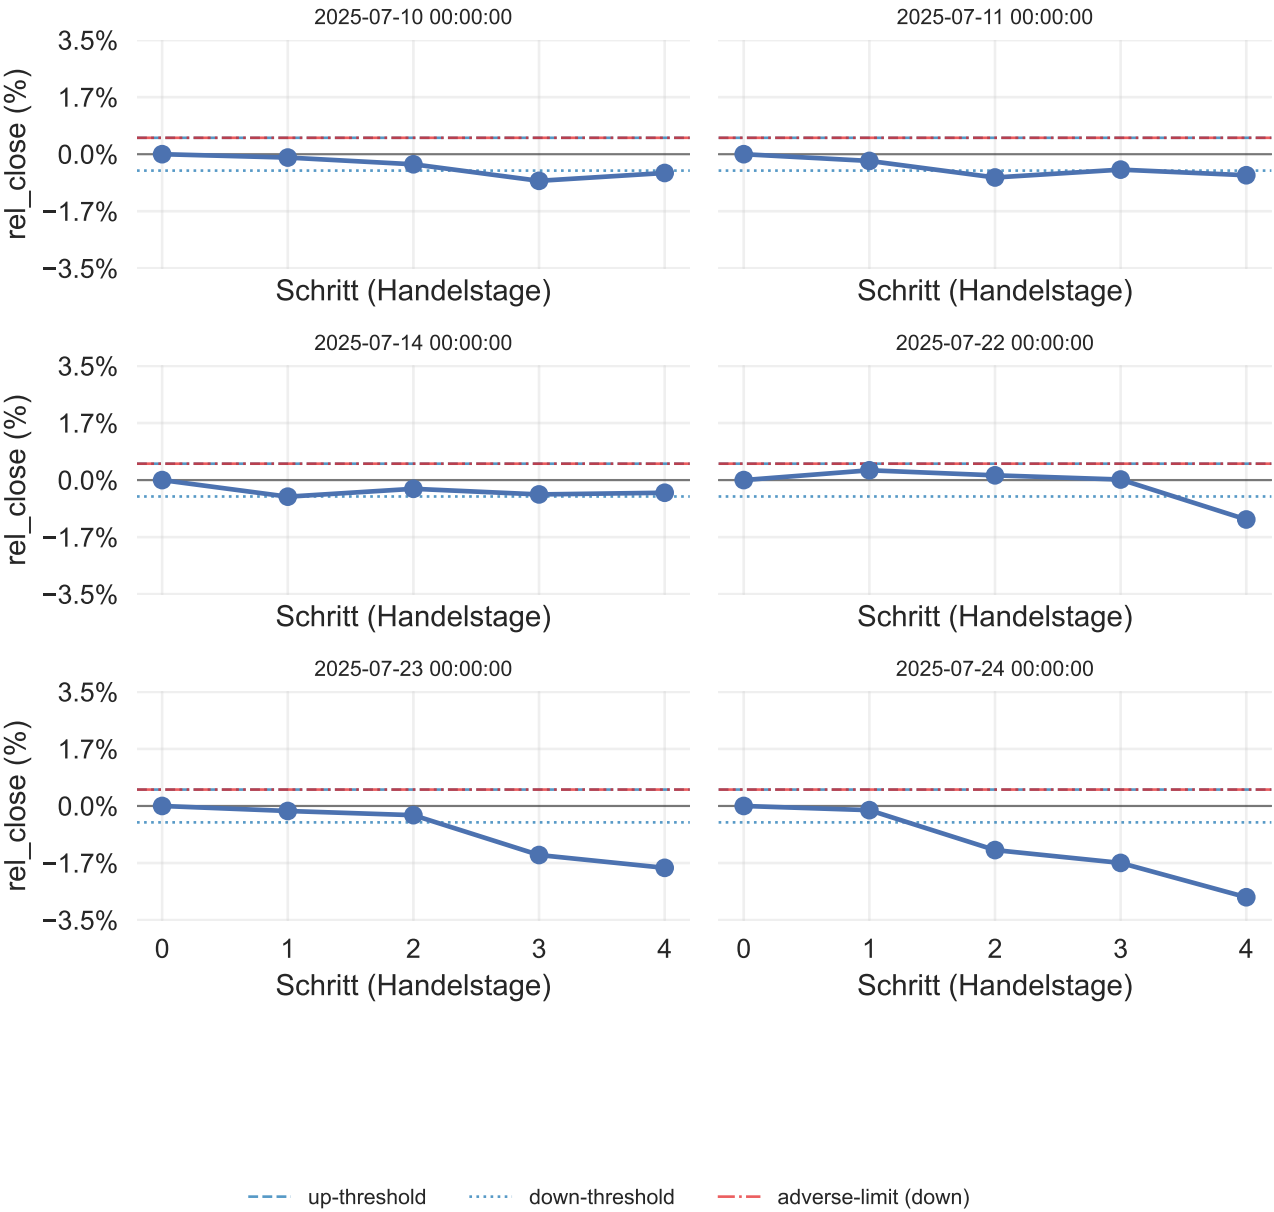 2025-07-10 00:00:00
2025-07-11 00:00:00
3.5%
1.7%
0.0%
−1.7%
−3.5%
rel_close (%)
Schritt (Handelstage)
Schritt (Handelstage)
2025-07-14 00:00:00
2025-07-22 00:00:00
3.5%
1.7%
0.0%
−1.7%
−3.5%
rel_close (%)
Schritt (Handelstage)
Schritt (Handelstage)
2025-07-23 00:00:00
2025-07-24 00:00:00
3.5%
1.7%
0.0%
−1.7%
−3.5%
rel_close (%)
0 1 2 3 4
0 1 2 3 4
Schritt (Handelstage)
Schritt (Handelstage)
up-threshold
down-threshold
adverse-limit (down)